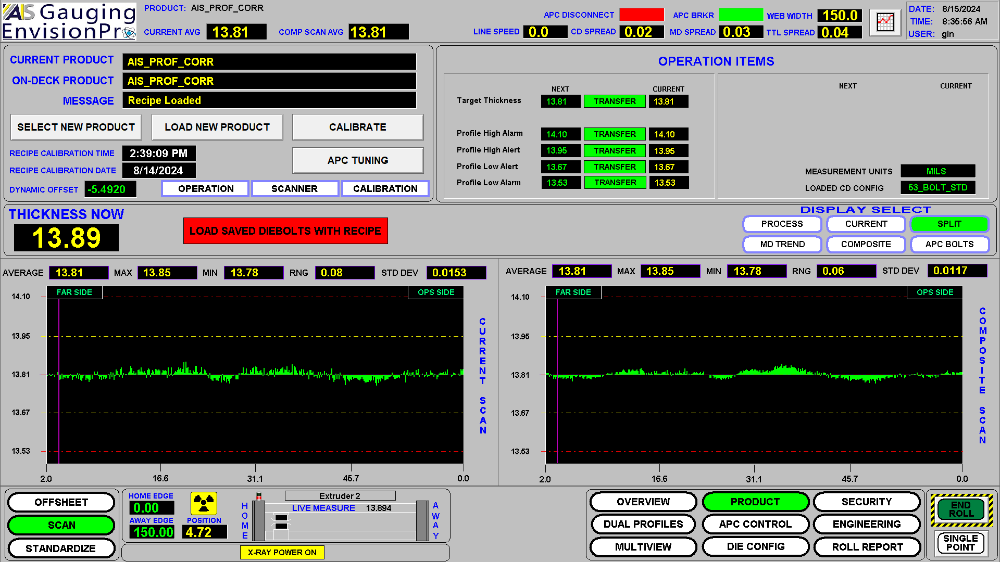 AIS Gauging
EnvisionPro
PRODUCT: AIS_PROF_CORR
CURRENT AVG 13.81 COMP SCAN AVG 13.81
APC DISCONNECT APC BRKR WEB WIDTH 150.0
LINE SPEED 0.0 CD SPREAD 0.02 MD SPREAD 0.03 TTL SPREAD 0.04
DATE: 8/15/2024
TIME: 8:35:56 AM
USER: gln
CURRENT PRODUCT AIS_PROF_CORR
ON-DECK PRODUCT AIS_PROF_CORR
MESSAGE Recipe Loaded
SELECT NEW PRODUCT LOAD NEW PRODUCT CALIBRATE
RECIPE CALIBRATION TIME 2:39:09 PM
APC TUNING
RECIPE CALIBRATION DATE 8/14/2024
DYNAMIC OFFSET -5.4920 OPERATION SCANNER CALIBRATION
OPERATION ITEMS
NEXT CURRENT
Target Thickness 13.81 TRANSFER 13.81
Profile High Alarm 14.10 TRANSFER 14.10
Profile High Alert 13.95 TRANSFER 13.95
Profile Low Alert 13.67 TRANSFER 13.67
Profile Low Alarm 13.53 TRANSFER 13.53
NEXT CURRENT
MEASUREMENT UNITS MILS
LOADED CD CONFIG 53_BOLT_STD
THICKNESS NOW
13.89
LOAD SAVED DIEBOLTS WITH RECIPE
DISPLAY SELECT
PROCESS CURRENT SPLIT
MD TREND COMPOSITE APC BOLTS
AVERAGE 13.81 MAX 13.85 MIN 13.78 RNG 0.08 STD DEV 0.0153
FAR SIDE OPS SIDE
14.10
13.95
13.81
13.67
13.53
2.0 16.6 31.1 45.7 0.0
CURRENT SCAN
AVERAGE 13.81 MAX 13.85 MIN 13.78 RNG 0.06 STD DEV 0.0117
FAR SIDE OPS SIDE
14.10
13.95
13.81
13.67
13.53
2.0 16.6 31.1 45.7 0.0
COMPOSITE SCAN
OFFSHEET
SCAN
STANDARDIZE
HOME EDGE
0.00
AWAY EDGE POSITION
150.00 4.72
HOME
Extruder 2
LIVE MEASURE 13.894
AWAY
X-RAY POWER ON
OVERVIEW PRODUCT SECURITY
DUAL PROFILES APC CONTROL ENGINEERING
MULTIVIEW DIE CONFIG ROLL REPORT
END
ROLL
SINGLE
POINT